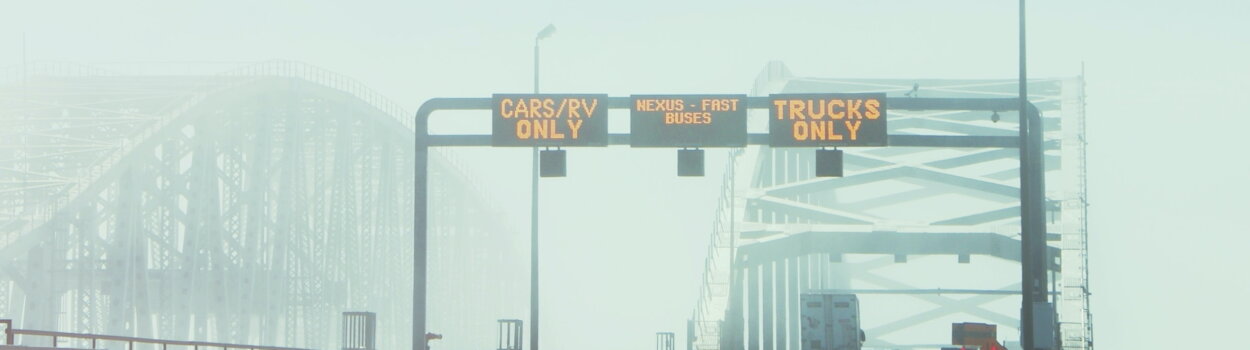 CARS/RV
ONLY
NEXUS - FAST
BUSES
TRUCKS
ONLY